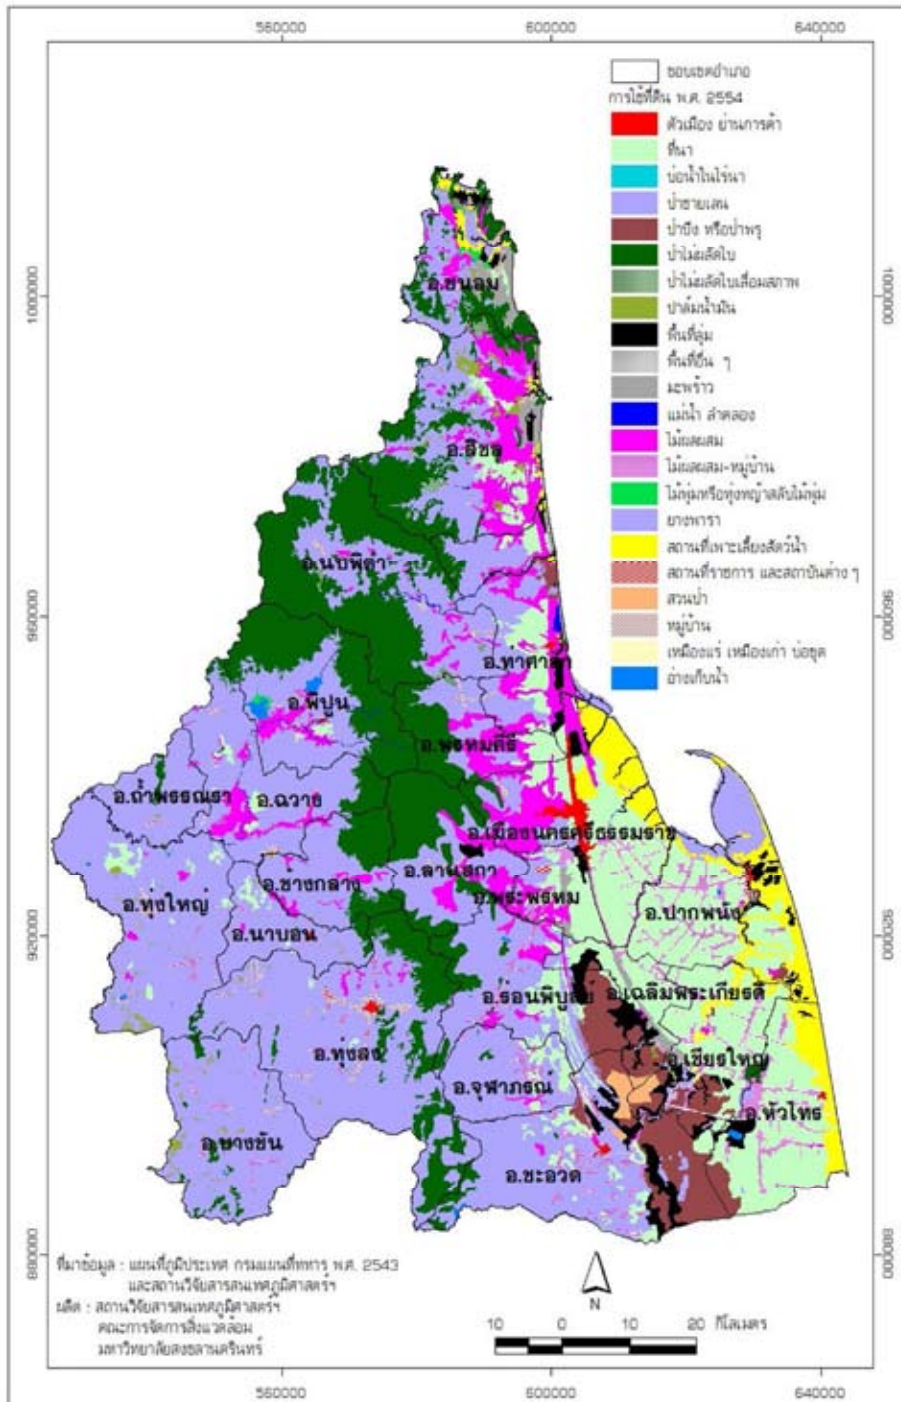 560000
600000
640000
ขอบเขตอำเภอ
การใช้ที่ดิน พ.ศ. 2554
ตัวเมือง ย่านการค้า
ที่นา
บ่อน้ำในไร่นา
ป่าชายเลน
ป่าบึง หรือป่าพรุ
ป่าไม่ผลัดใบ
ป่าไม่ผลัดใบเสื่อมสภาพ
ปาล์มน้ำมัน
พื้นที่ลุ่ม
พื้นที่อื่น ๆ
มะพร้าว
แม่น้ำ ลำคลอง
ไม้ผลผสม
ไม้ผลผสม-หมู่บ้าน
ไม้พุ่มหรือทุ่งหญ้าสลับไม้พุ่ม
ยางพารา
สถานที่เพาะเลี้ยงสัตว์น้ำ
สถานที่ราชการ และสถาบันต่าง ๆ
สวนป่า
หมู่บ้าน
เหมืองแร่ เหมืองเก่า บ่อขุด
อ่างเก็บน้ำ
1000000
อ.ขนอม
อ.สิชล
อ.นบพิตำ
960000
960000
อ.ท่าศาลา
อ.พิปูน
อ.พรหมคีรี
อ.ถ้ำพรรณรา
อ.ฉวาง
อ.เมืองนครศรีธรรมราช
อ.ช้างกลาง
อ.ลานสกา
อ.พระพรหม
อ.ทุ่งใหญ่
อ.ปากพนัง
อ.นาบอน
920000
920000
อ.ร่อนพิบูลย์
อ.เฉลิมพระเกียรติ
อ.ทุ่งสง
อ.เชียรใหญ่
อ.จุฬาภรณ์
อ.หัวไทร
อ.บางขัน
อ.ชะอวด
880000
880000
ที่มาข้อมูล : แผนที่ภูมิประเทศ กรมแผนที่ทหาร พ.ศ. 2543
และสถานวิจัยสารสนเทศภูมิศาสตร์ฯ
ผลิต : สถานวิจัยสารสนเทศภูมิศาสตร์ฯ
คณะการจัดการสิ่งแวดล้อม
มหาวิทยาลัยสงขลานครินทร์
N
10 0 10 20 กิโลเมตร
560000
600000
640000